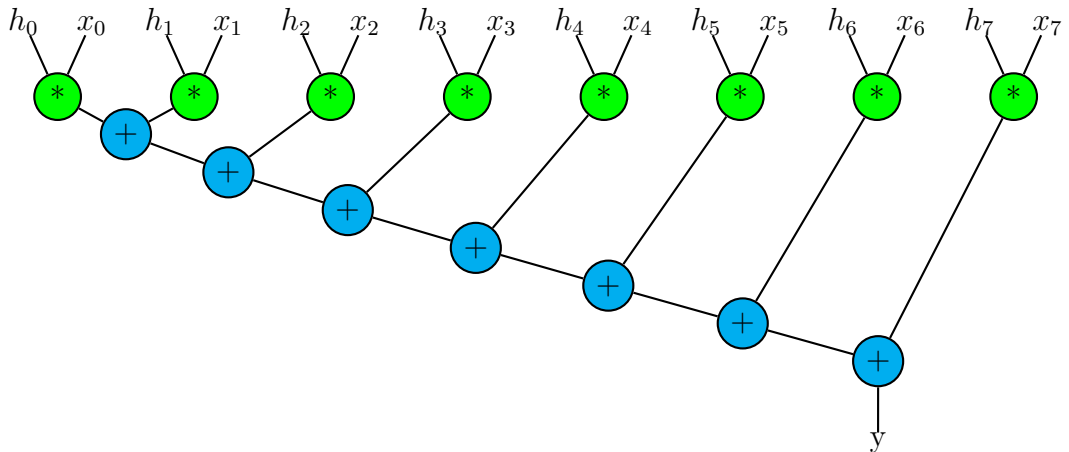 h₀ x₀ h₁ x₁ h₂ x₂ h₃ x₃ h₄ x₄ h₅ x₅ h₆ x₆ h₇ x₇
* * * * * * * *
+
+
+
+
+
+
+
y